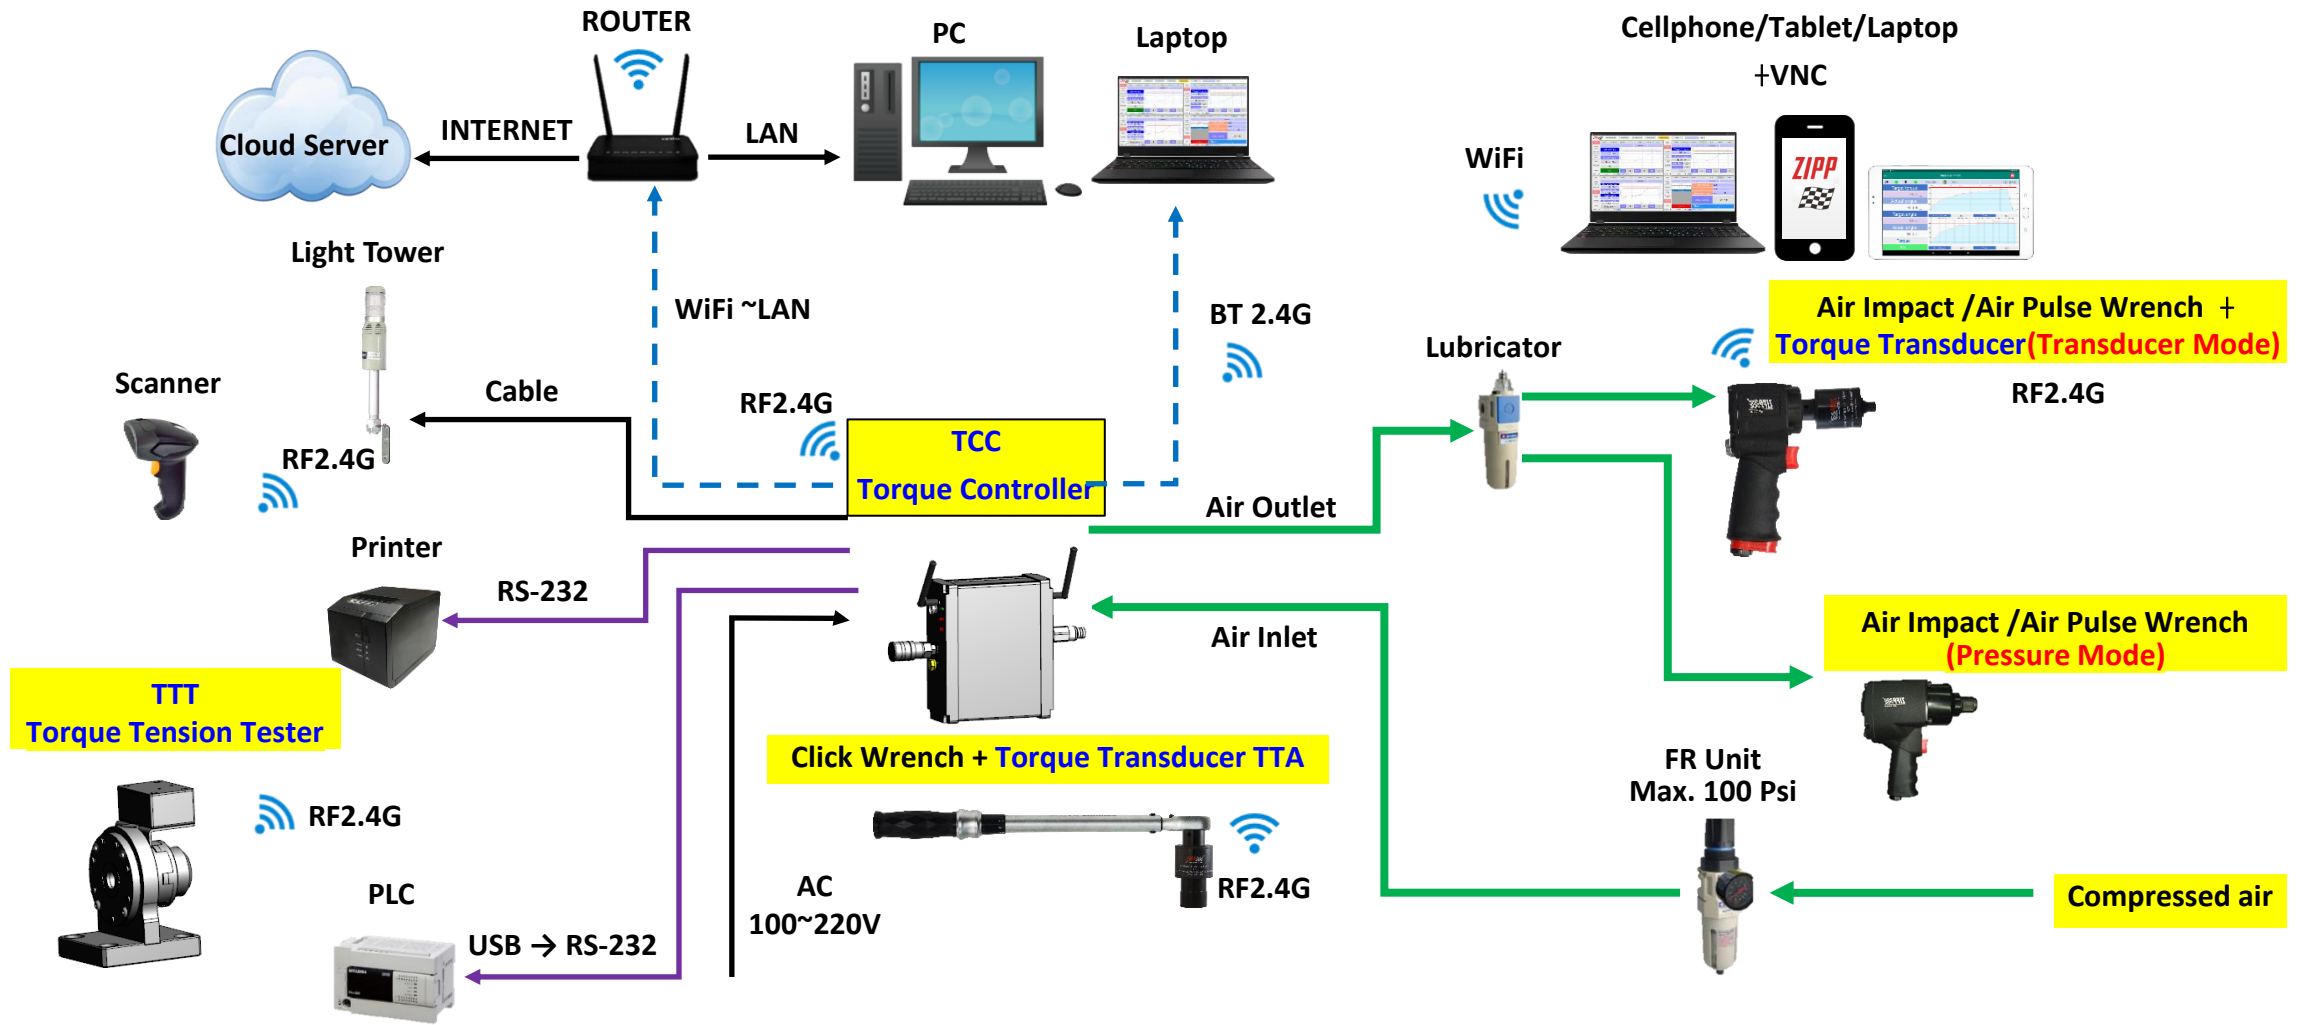 ROUTER
PC
Laptop
Cellphone/Tablet/Laptop
+VNC
Cloud Server
INTERNET
LAN
WiFi
ZIPP
Light Tower
WiFi ~LAN
BT 2.4G
Air Impact /Air Pulse Wrench +
Torque Transducer(Transducer Mode)
RF2.4G
Lubricator
Scanner
Cable
RF2.4G
RF2.4G
TCC
Torque Controller
Air Outlet
Printer
RS-232
Air Inlet
Air Impact /Air Pulse Wrench
(Pressure Mode)
TTT
Torque Tension Tester
Click Wrench + Torque Transducer TTA
FR Unit
Max. 100 Psi
RF2.4G
RF2.4G
PLC
AC
100~220V
USB → RS-232
Compressed air